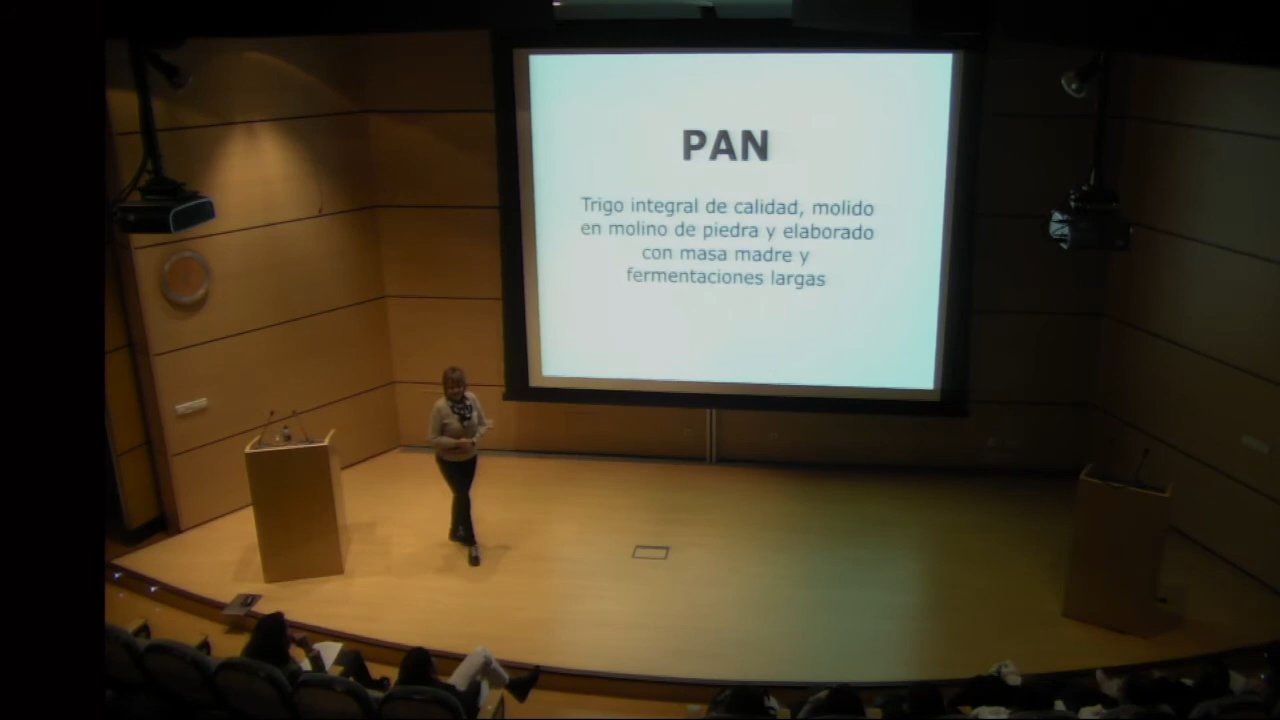 PAN
Trigo integral de calidad, molido
en molino de piedra y elaborado
con masa madre y
fermentaciones largas